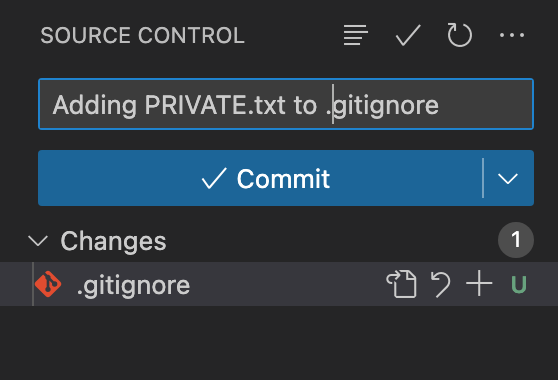 SOURCE CONTROL
Adding PRIVATE.txt to .gitignore
Commit
Changes
1
.gitignore
U